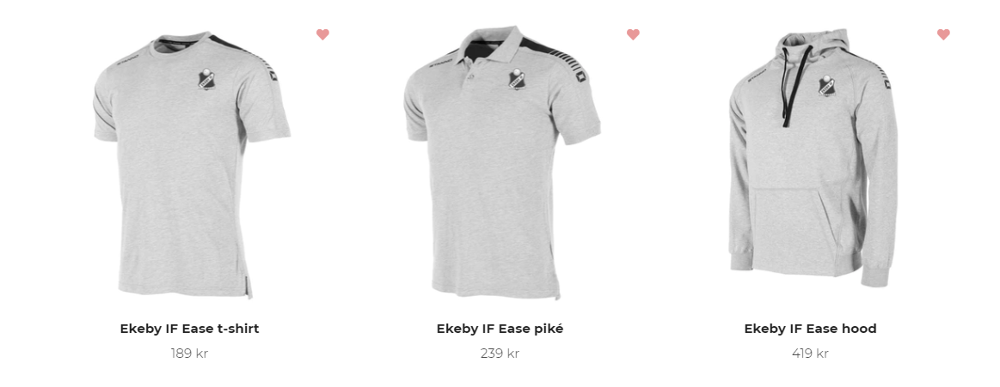 Ekeby IF Ease t-shirt
189 kr
Ekeby IF Ease piké
239 kr
Ekeby IF Ease hood
419 kr